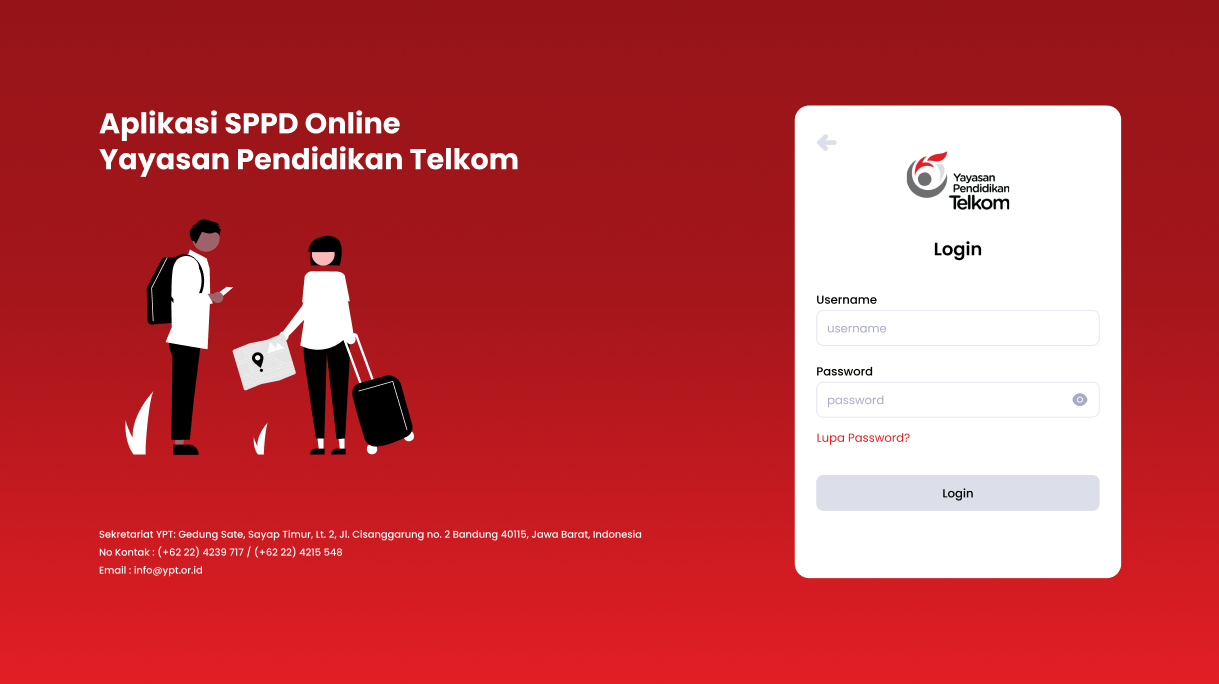 Aplikasi SPPD Online
Yayasan Pendidikan Telkom
Sekretariat YPT: Gedung Sate, Sayap Timur, Lt. 2, Jl. Cisanggarung no. 2 Bandung 40115, Jawa Barat, Indonesia
No Kontak : (+62 22) 4239 717 / (+62 22) 4215 548
Email : info@ypt.or.id
Yayasan
Pendidikan
Telkom
Login
Username
username
Password
password
Lupa Password?
Login